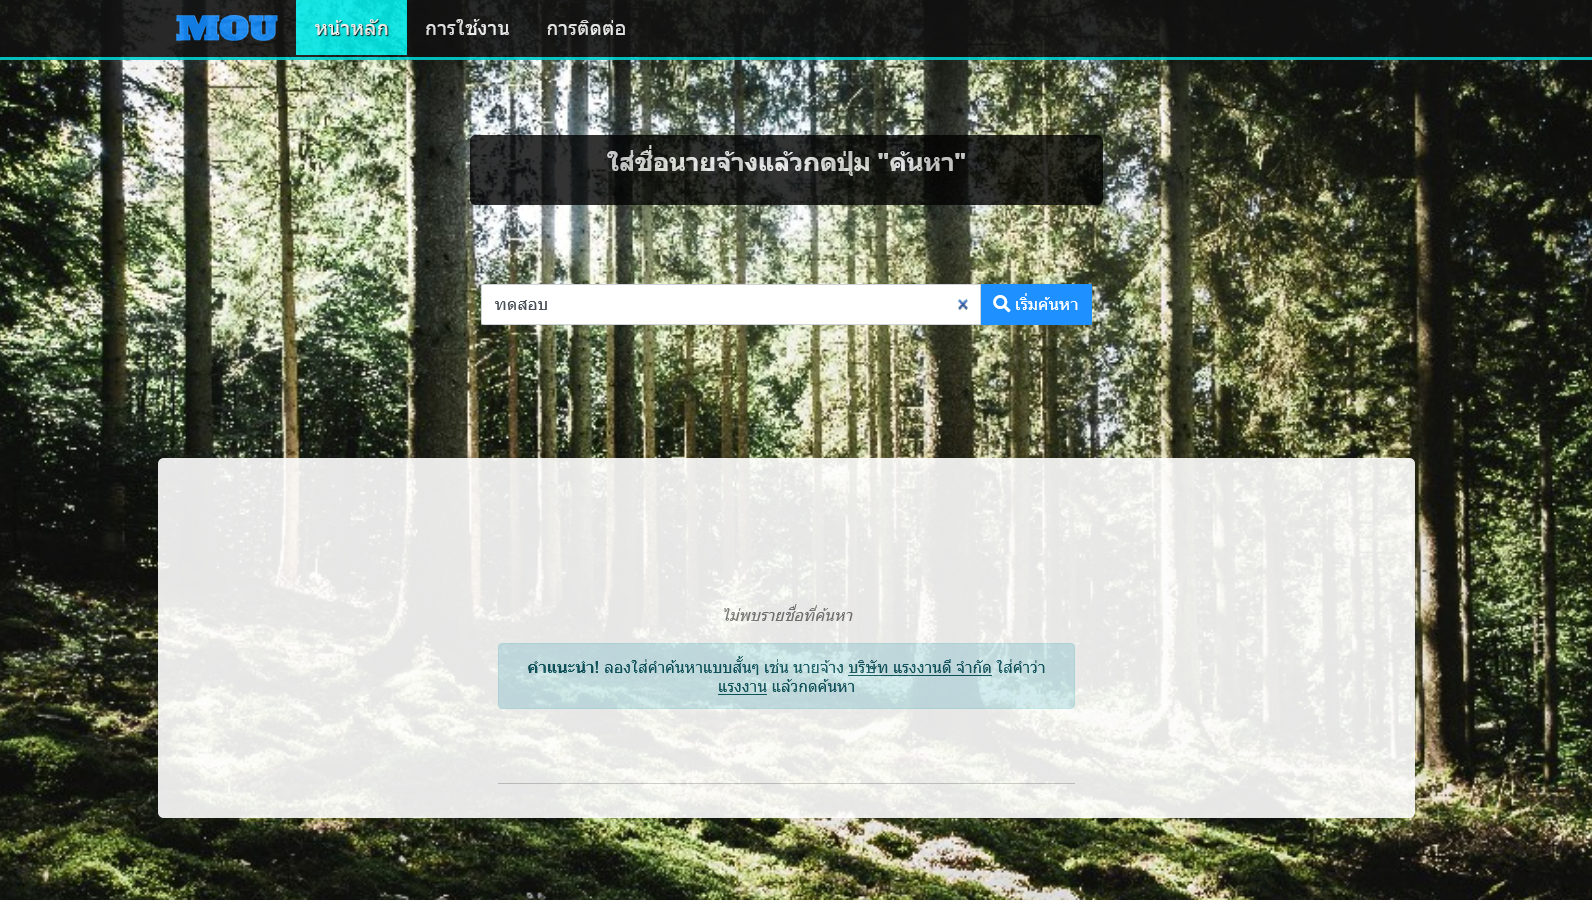 MOU หน้าหลัก การใช้งาน การติดต่อ
ใส่ชื่อนายจ้างแล้วกดปุ่ม "ค้นหา"
ทดสอบ × เริ่มค้นหา
ไม่พบรายชื่อที่ค้นหา
คำแนะนำ! ลองใส่คำค้นหาแบบสั้นๆ เช่น นายจ้าง บริษัท แรงงานดี จำกัด ใส่คำว่า
แรงงาน แล้วกดค้นหา